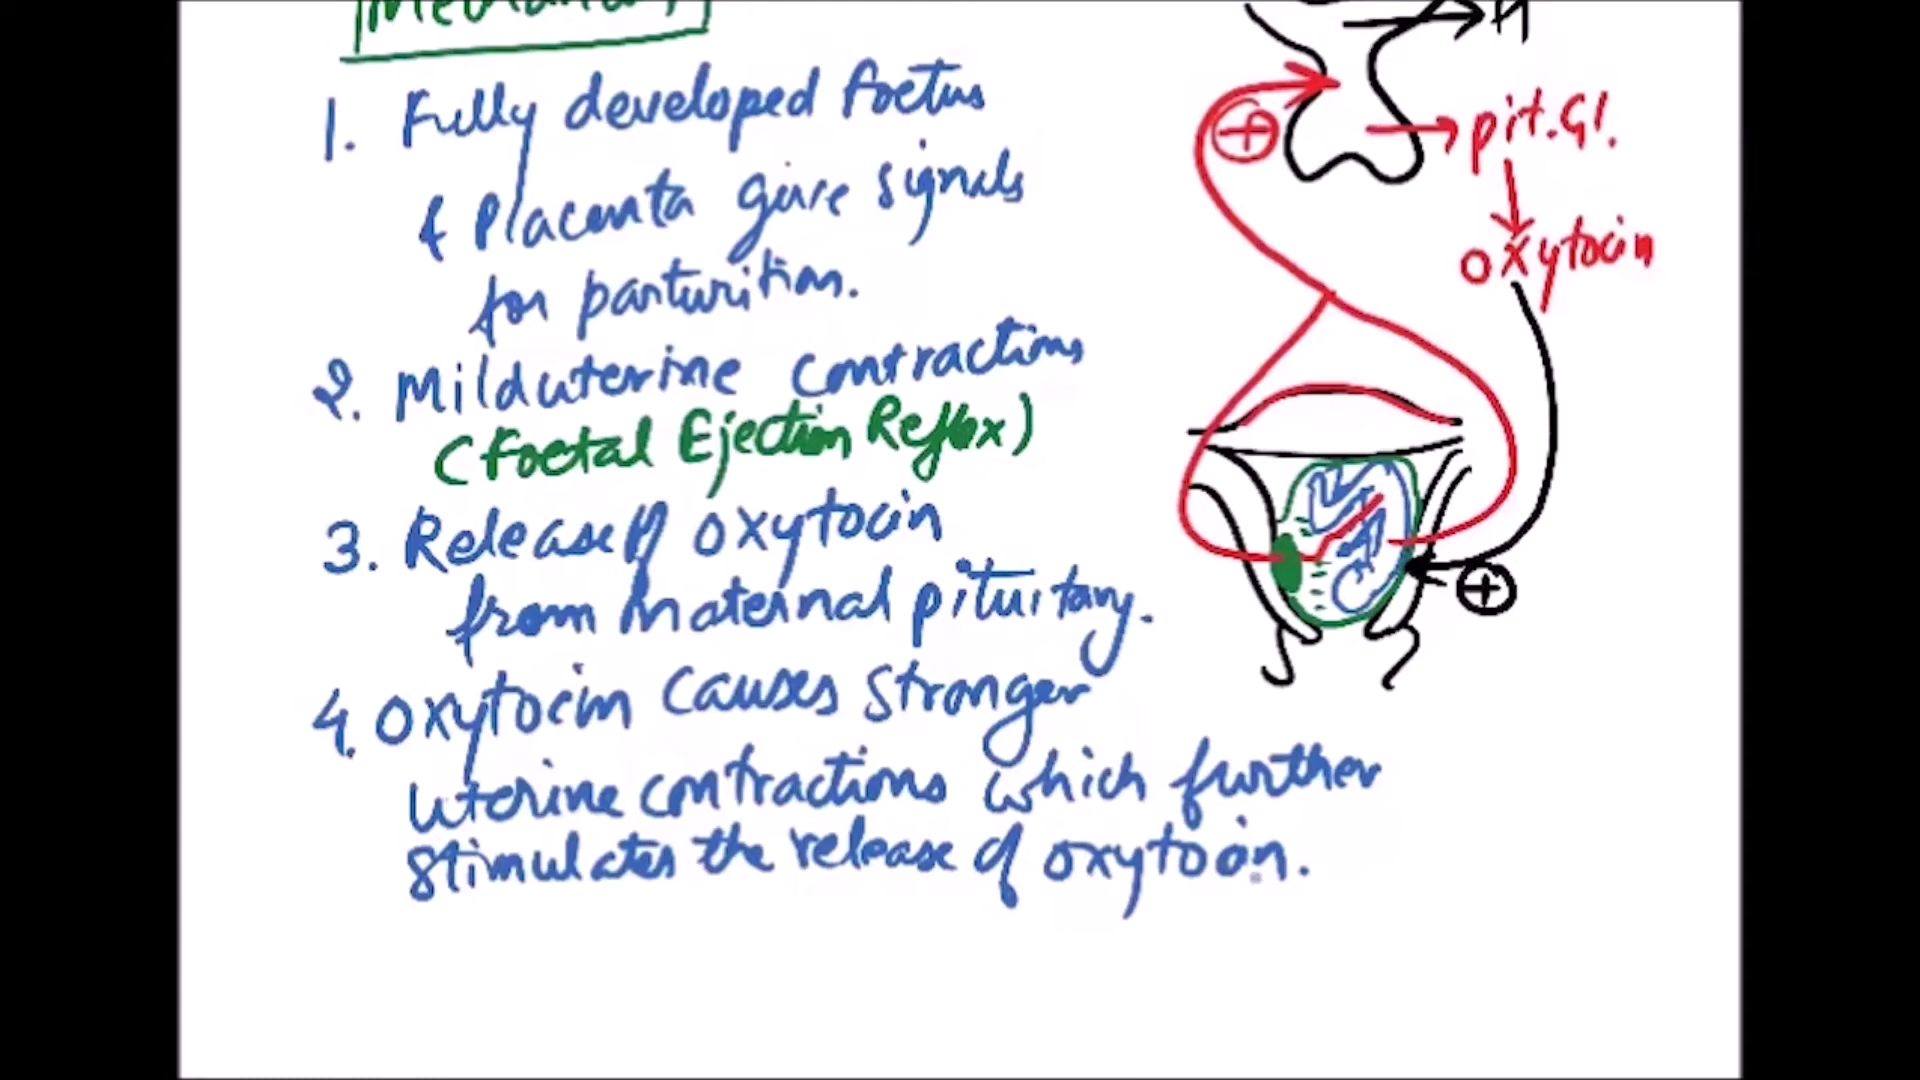 1. Fully developed foetus
& Placenta give signals
for parturition.
2. Mild uterine contractions
(Foetal Ejection Reflex)
3. Release of oxytocin
from maternal pituitary.
4. Oxytocin causes stronger
uterine contractions which further
stimulates the release of oxytocin.
H
pit. Gl.
oxytocin